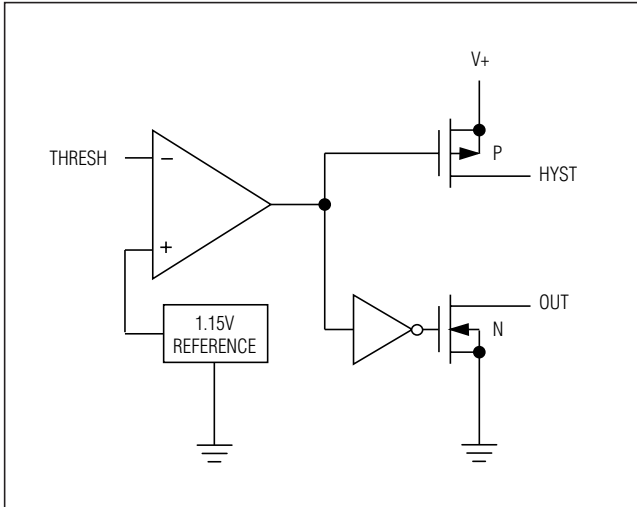 V+
P
THRESH
−
HYST
+
OUT
1.15V
REFERENCE
N